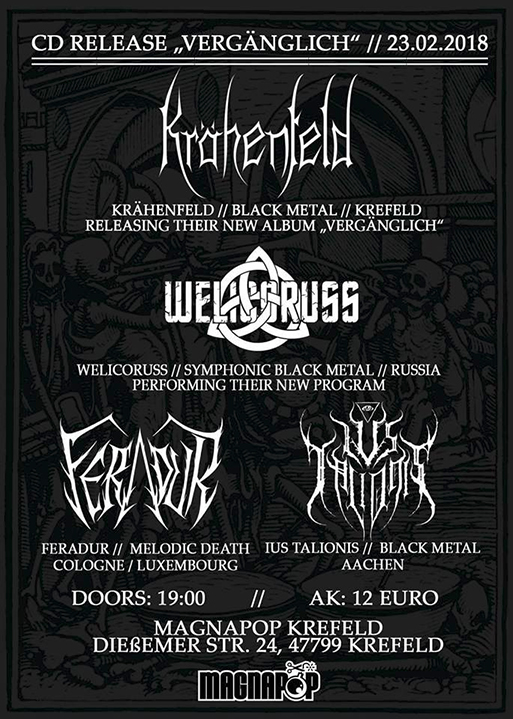 CD RELEASE „VERGÄNGLICH“ // 23.02.2018
Krähenfeld
KRÄHENFELD // BLACK METAL // KREFELD
RELEASING THEIR NEW ALBUM „VERGÄNGLICH“
WELICORUSS
WELICORUSS // SYMPHONIC BLACK METAL // RUSSIA
PERFORMING THEIR NEW PROGRAM
FERADUR
FERADUR // MELODIC DEATH
COLOGNE / LUXEMBOURG
IUS
TALIONIS
IUS TALIONIS // BLACK METAL
AACHEN
DOORS: 19:00 // AK: 12 EURO
MAGNAPOP KREFELD
DIEßEMER STR. 24, 47799 KREFELD
MAGNAPOP